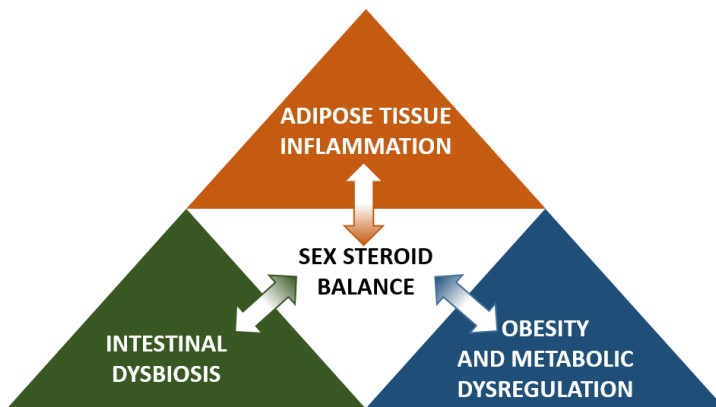 ADIPOSE TISSUE
INFLAMMATION
SEX STEROID
BALANCE
INTESTINAL
DYSBIOSIS
OBESITY
AND METABOLIC
DYSREGULATION